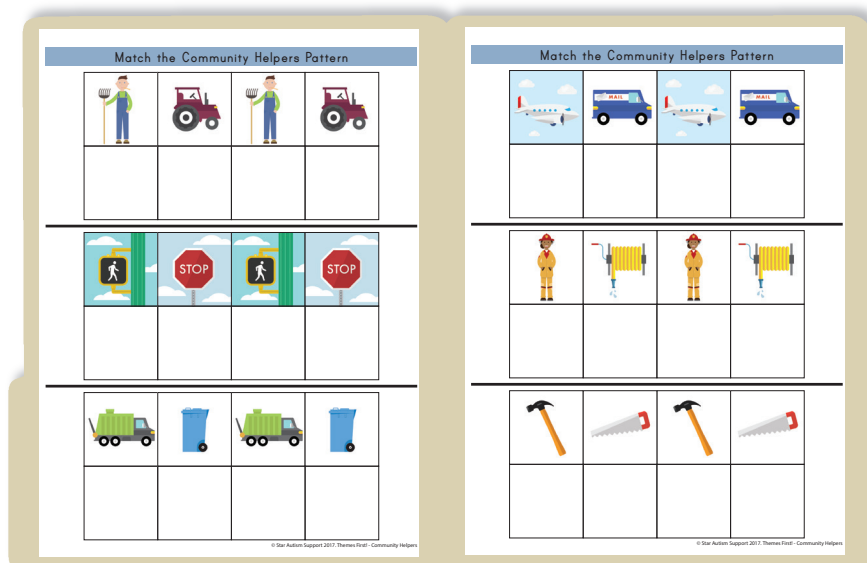 Match the Community Helpers Pattern
STOP
STOP
© Star Autism Support 2017. Themes First! - Community Helpers
Match the Community Helpers Pattern
MAIL
MAIL
© Star Autism Support 2017. Themes First! - Community Helpers